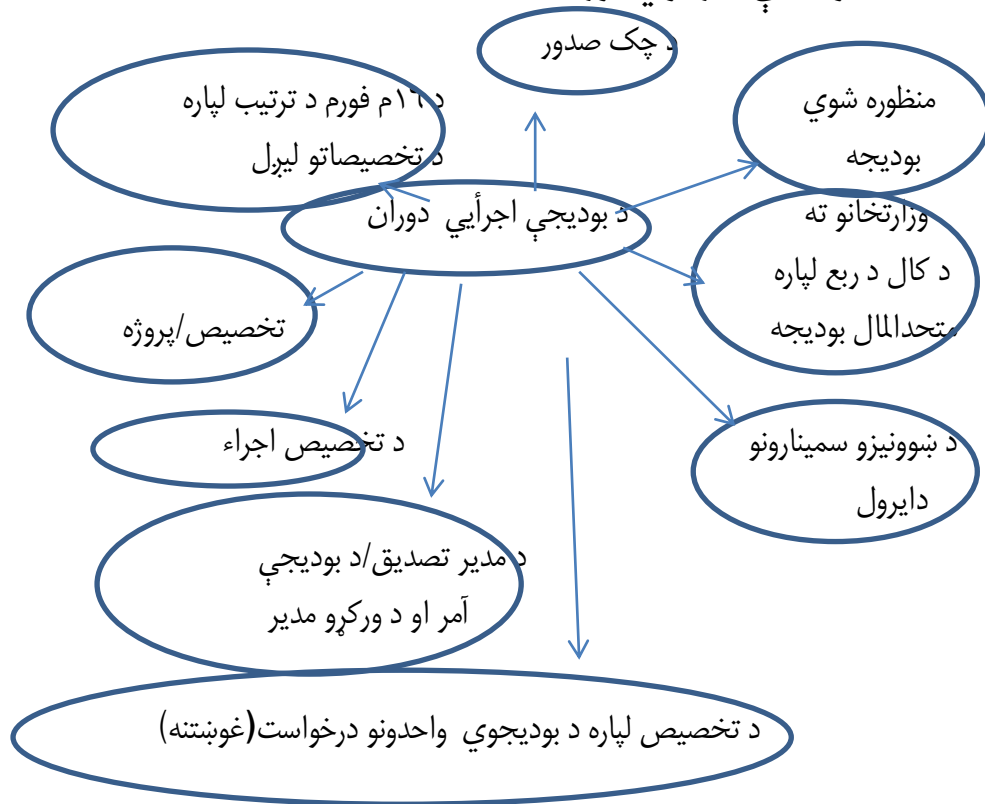 د چک صدور
د ١٦م فورم د ترتیب لپاره
د تخصیصاتو لیږل
منظوره شوي
بودیجه
د بودیجې اجرأیي دوران
وزارتخانو ته
د کال د ربع لپاره
متحدالمال بودیجه
تخصیص/پروژه
د تخصیص اجراء
د ښوونیزو سمینارونو
دایرول
د مدیر تصدیق/د بودیجې
آمر او د ورکړو مدیر
د تخصیص لپاره د بودیجوي واحدونو درخواست(غوښتنه)